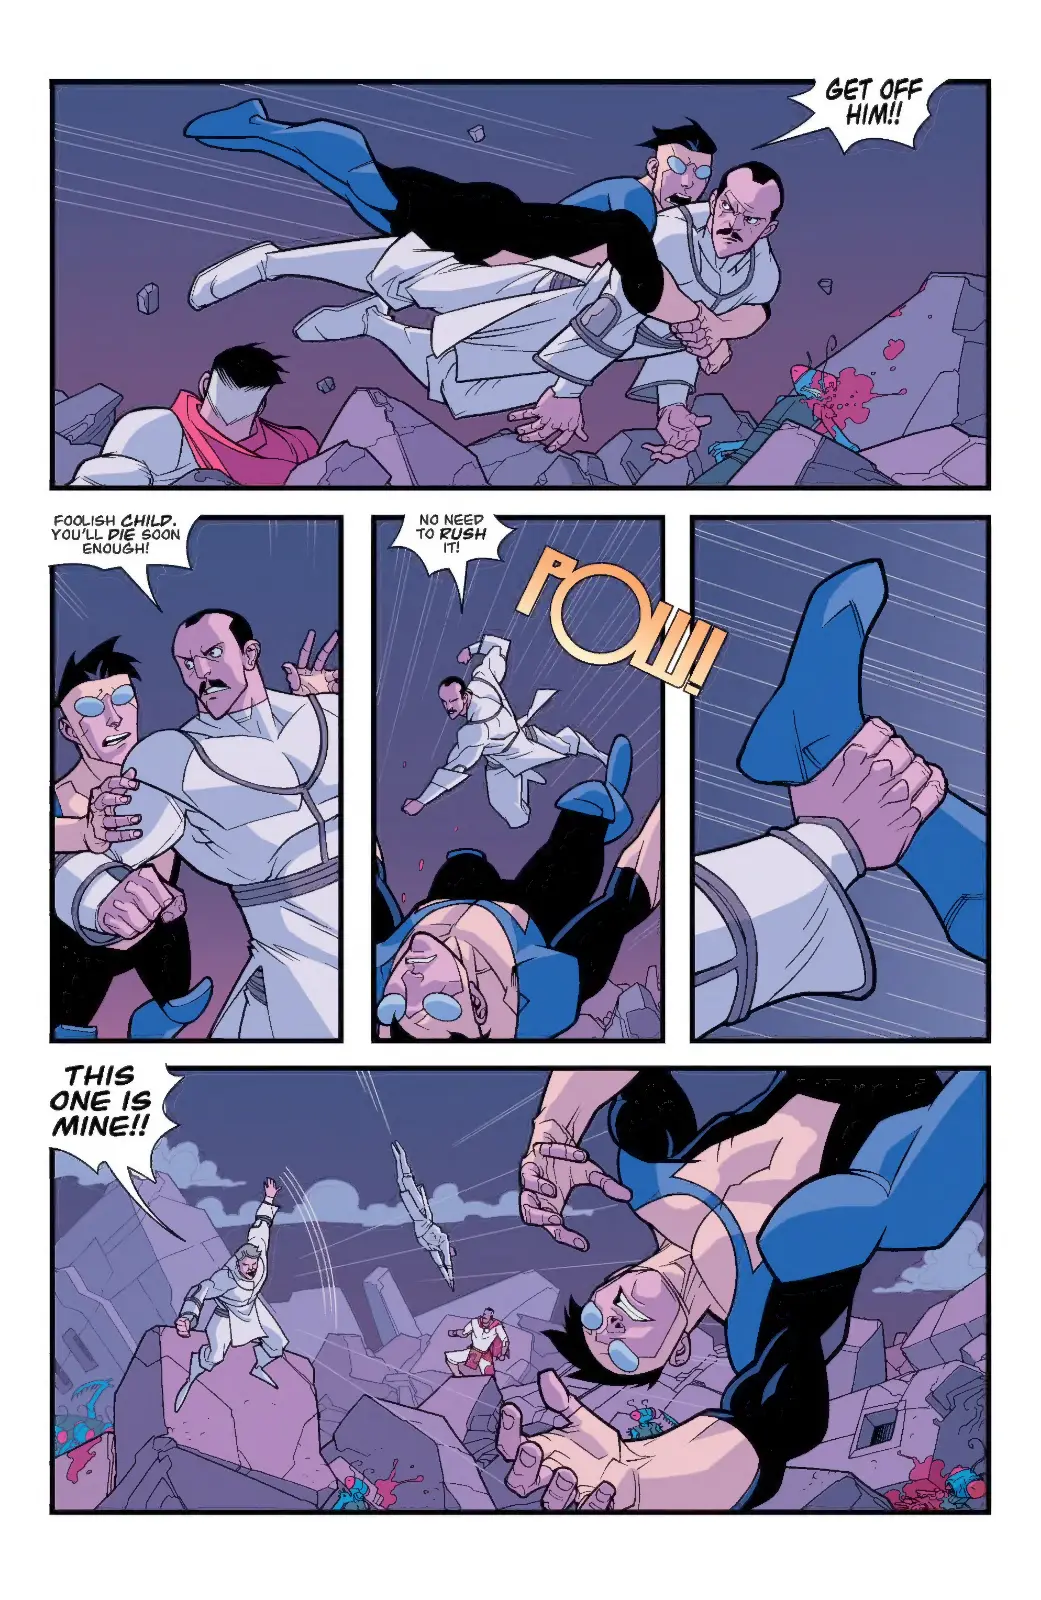 GET OFF
HIM!!
FOOLISH CHILD.
YOU'LL DIE SOON
ENOUGH!
NO NEED
TO RUSH
IT!
POW!!
THIS
ONE IS
MINE!!